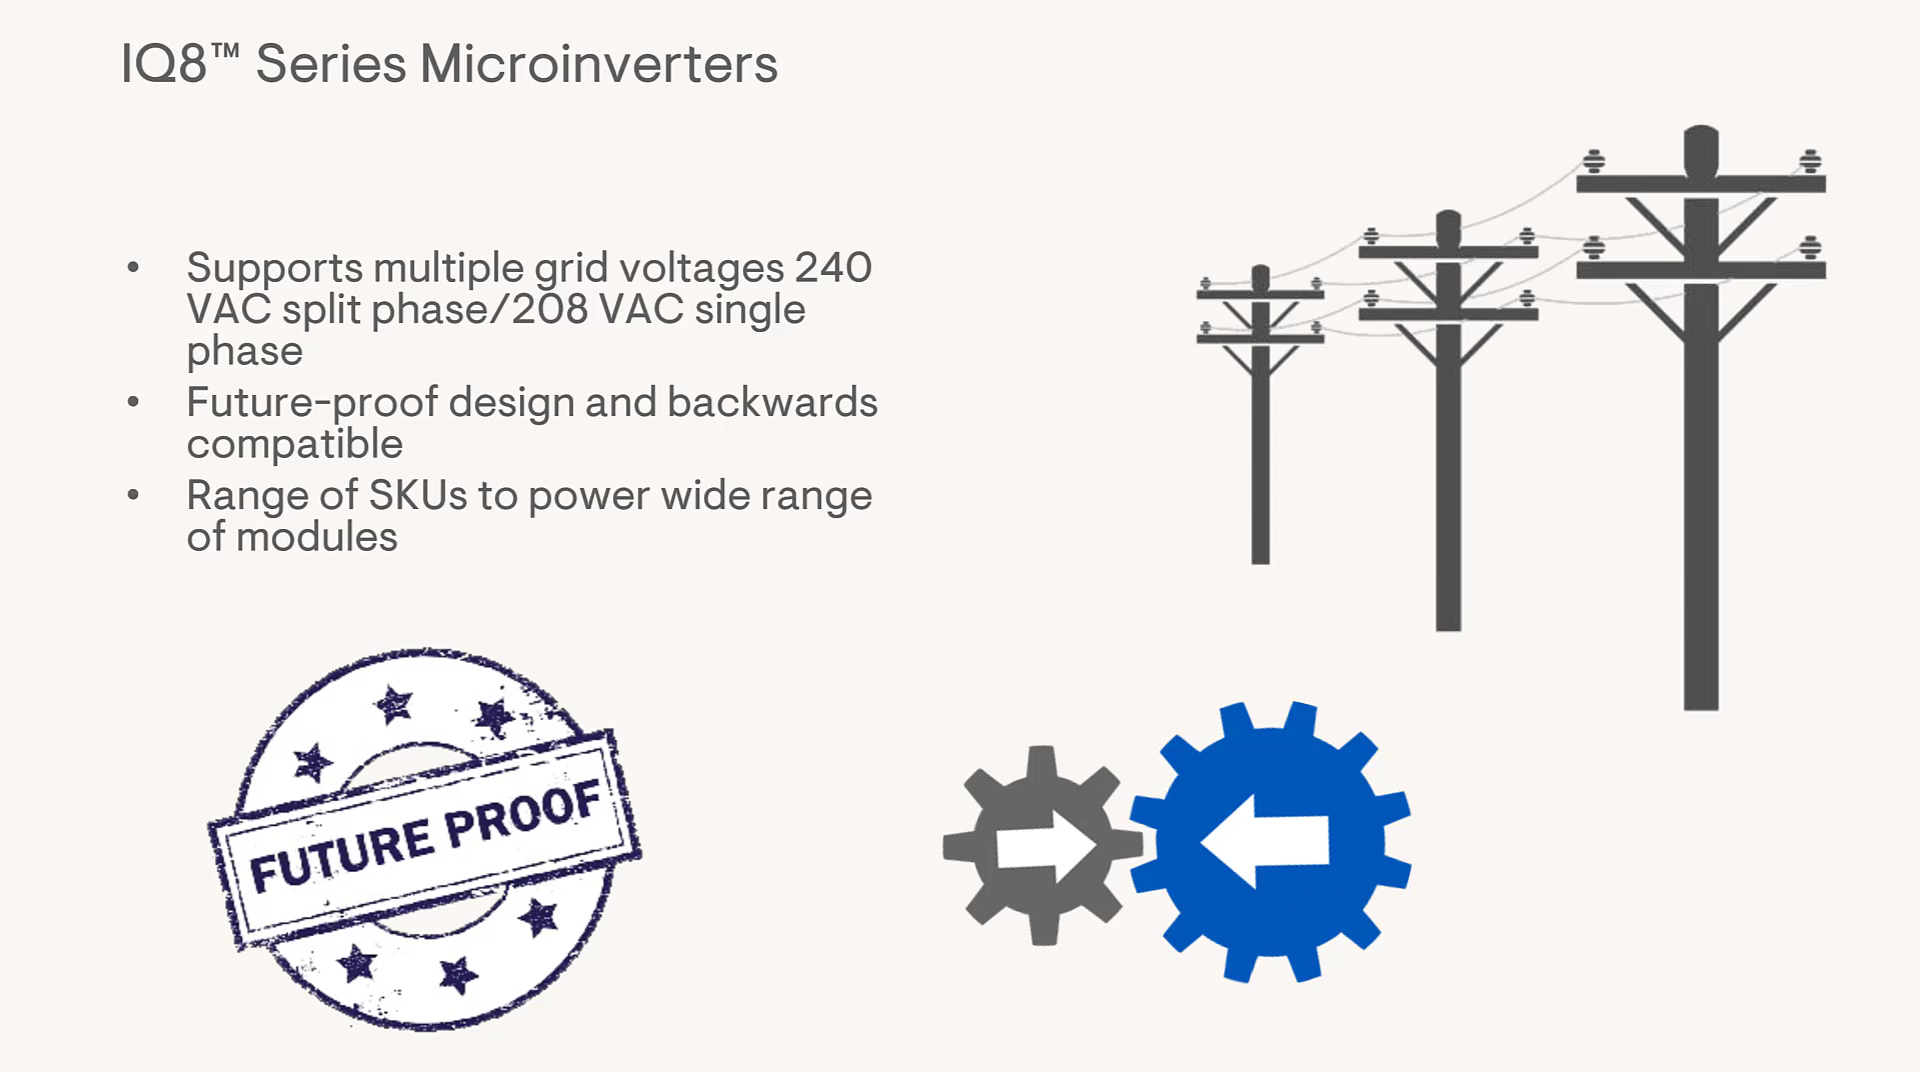 IQ8™ Series Microinverters
• Supports multiple grid voltages 240
VAC split phase/208 VAC single
phase
• Future-proof design and backwards
compatible
• Range of SKUs to power wide range
of modules
FUTURE PROOF